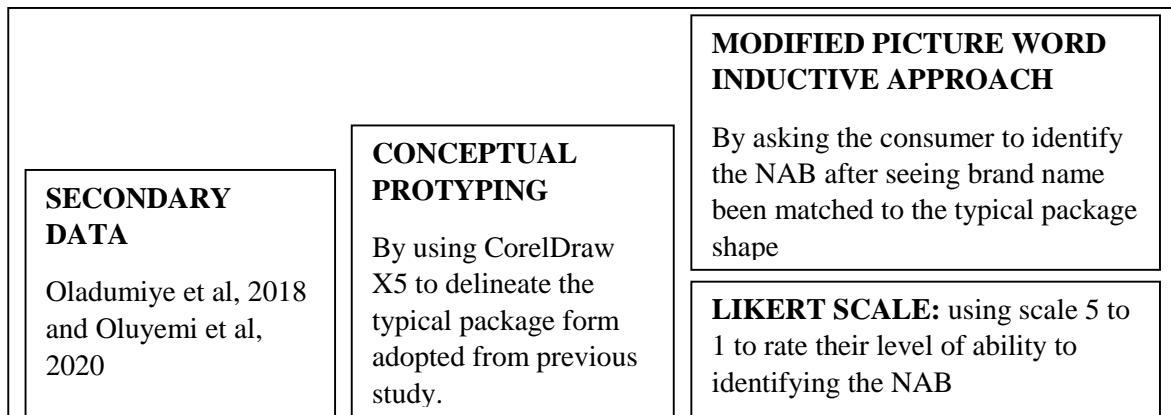 SECONDARY
DATA
Oladumiye et al, 2018
and Oluyemi et al,
2020
CONCEPTUAL
PROTYPING
By using CorelDraw
X5 to delineate the
typical package form
adopted from previous
study.
MODIFIED PICTURE WORD
INDUCTIVE APPROACH
By asking the consumer to identify
the NAB after seeing brand name
been matched to the typical package
shape
LIKERT SCALE: using scale 5 to
1 to rate their level of ability to
identifying the NAB